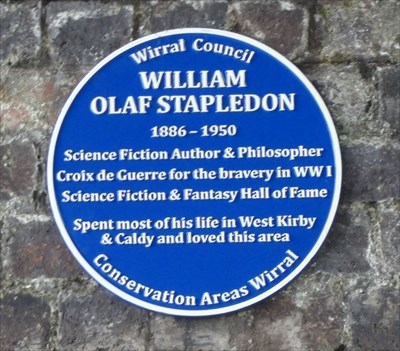 Wirral Council
WILLIAM
OLAF STAPLEDON
1886 – 1950
Science Fiction Author & Philosopher
Croix de Guerre for the bravery in WW I
Science Fiction & Fantasy Hall of Fame
Spent most of his life in West Kirby
& Caldy and loved this area
Conservation Areas Wirral